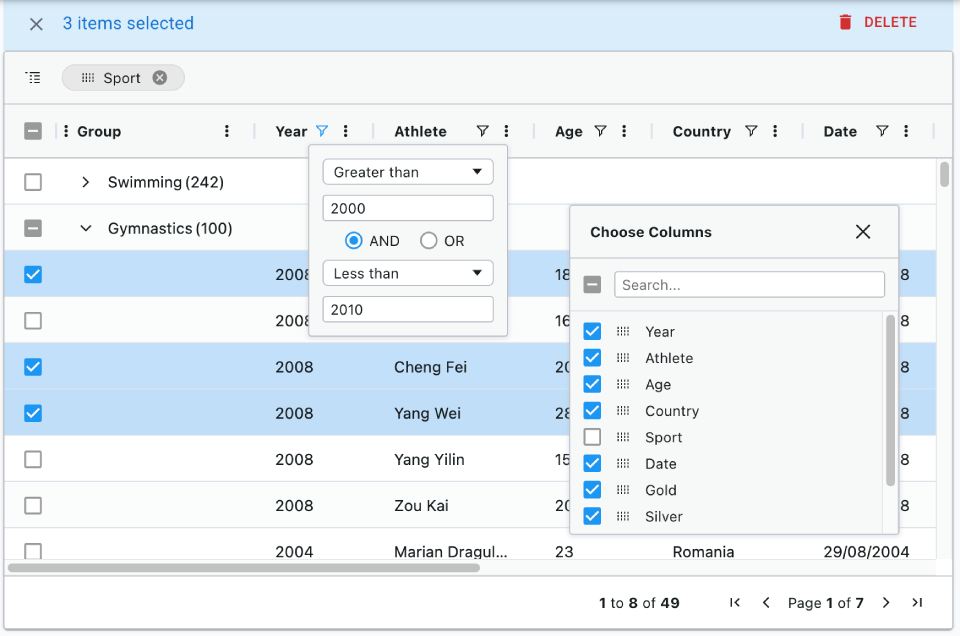 3 items selected DELETE
Sport
Group Year Athlete Age Country Date
Swimming (242)
Greater than
2000
AND OR
Less than
2010
Gymnastics (100)
2008 18 8
2008 16 8
2008 Cheng Fei 20 8
2008 Yang Wei 28 8
2008 Yang Yilin 15 8
2008 Zou Kai 20 8
2004 Marian Dragul... 23 Romania 29/08/2004
Choose Columns
Search...
Year
Athlete
Age
Country
Sport
Date
Gold
Silver
1 to 8 of 49 Page 1 of 7